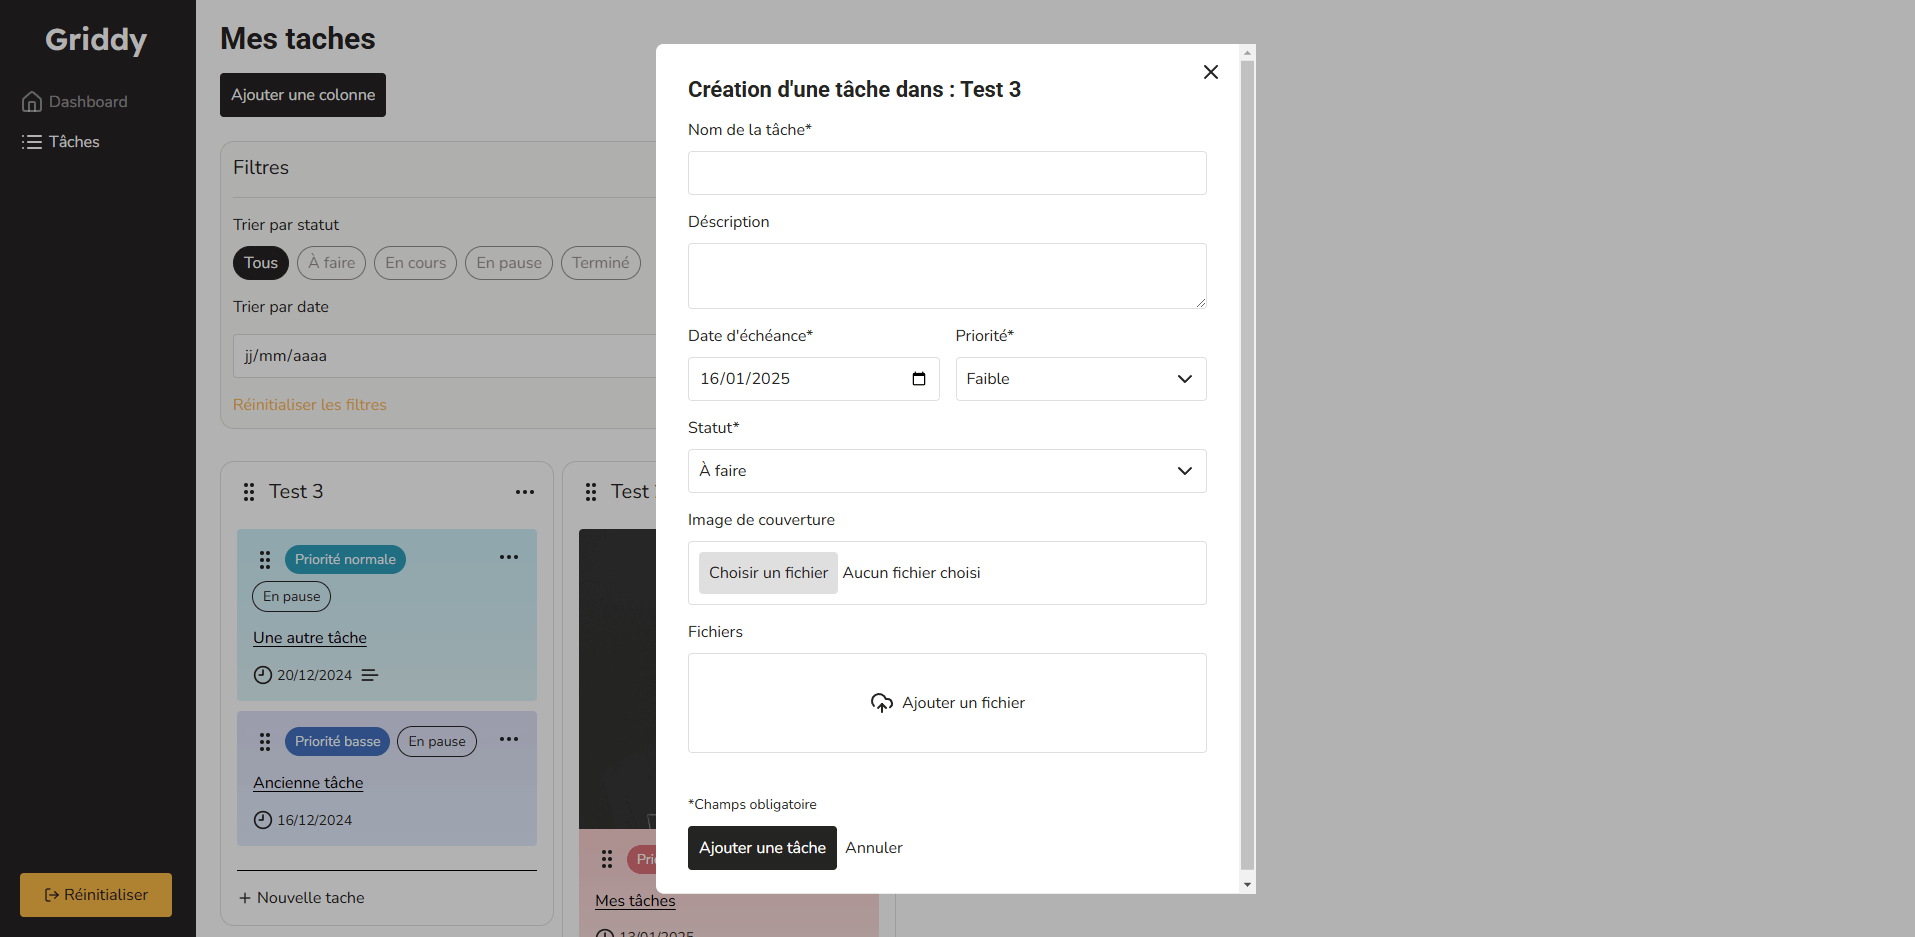 Griddy
Dashboard
Tâches
Réinitialiser
Mes taches
Ajouter une colonne
Filtres
Trier par statut
Tous
À faire
En cours
En pause
Terminé
Trier par date
jj/mm/aaaa
Réinitialiser les filtres
Test 3
Priorité normale
En pause
Une autre tâche
20/12/2024
Priorité basse
En pause
Ancienne tâche
16/12/2024
+ Nouvelle tache
Test
Mes tâches
13/01/2025
Création d'une tâche dans : Test 3
Nom de la tâche*
Déscription
Date d'échéance*
Priorité*
16/01/2025
Faible
Statut*
À faire
Image de couverture
Choisir un fichier Aucun fichier choisi
Fichiers
Ajouter un fichier
*Champs obligatoire
Ajouter une tâche
Annuler